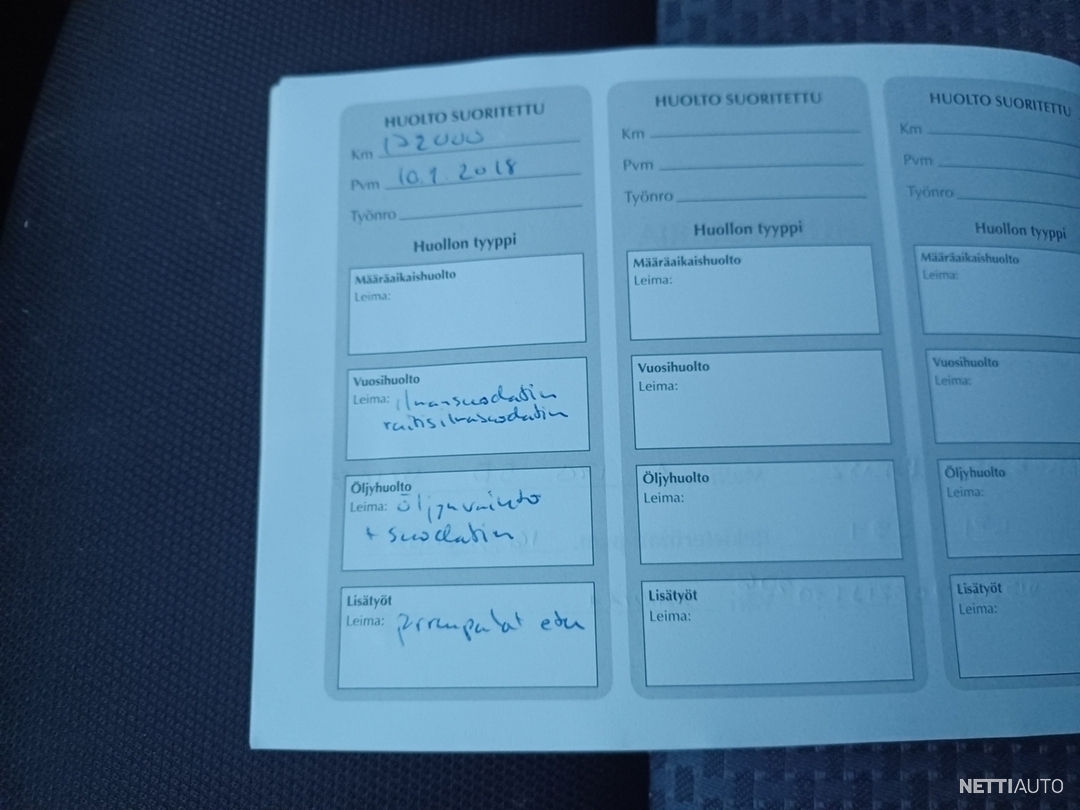 HUOLTO SUORITETTU
Km 172000
Pvm 10.9.2018
Työnro
Huollon tyyppi
Määräaikaishuolto
Leima:
Vuosihuolto
Leima: ilmansuodatin
raitisilmasuodatin
Öljyhuolto
Leima: Öljynvaihto
+ suodatin
Lisätyöt
Leima: jarrupalat etu
HUOLTO SUORITETTU
Km
Pvm
Työnro
Huollon tyyppi
Määräaikaishuolto
Leima:
Vuosihuolto
Leima:
Öljyhuolto
Leima:
Lisätyöt
Leima:
HUOLTO SUORITETTU
Km
Pvm
Työnro
Huollon tyyppi
Määräaikaishuolto
Leima:
Vuosihuolto
Leima:
Öljyhuolto
Leima:
Lisätyöt
Leima:
NETTIAUTO